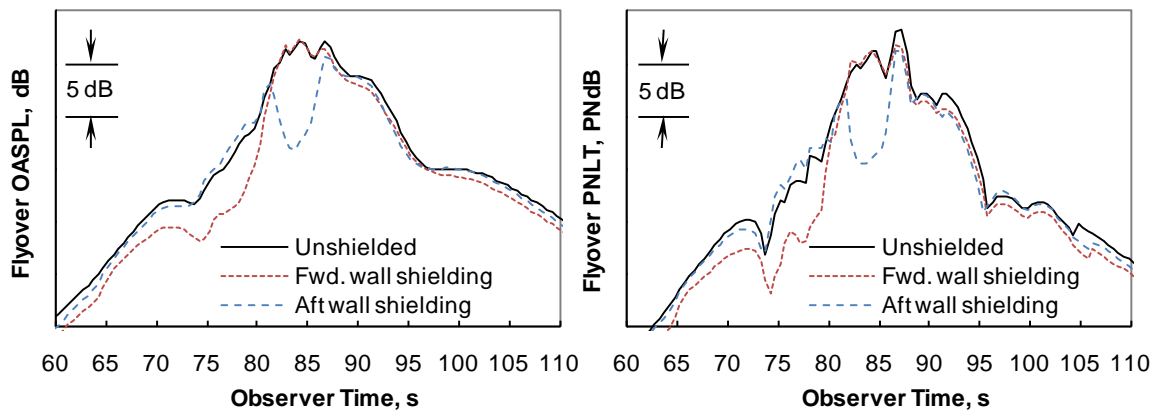 Flyover OASPL, dB
5 dB
Unshielded
Fwd. wall shielding
Aft wall shielding
60 65 70 75 80 85 90 95 100 105 110
Observer Time, s
Flyover PNLT, PNdB
5 dB
Unshielded
Fwd. wall shielding
Aft wall shielding
60 65 70 75 80 85 90 95 100 105 110
Observer Time, s